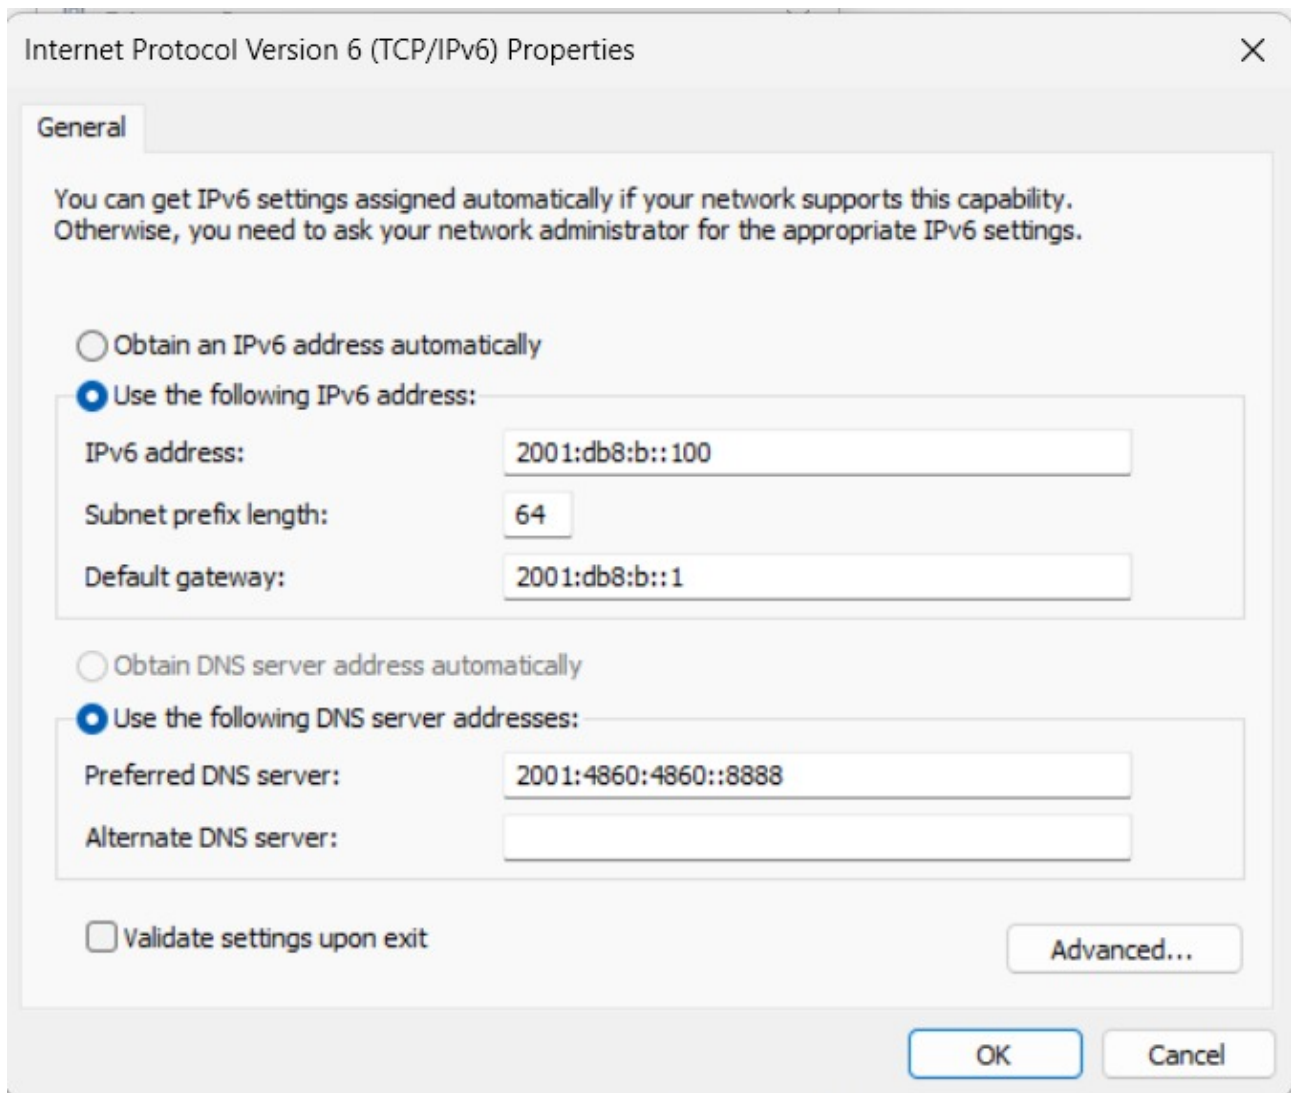 Internet Protocol Version 6 (TCP/IPv6) Properties
General
You can get IPv6 settings assigned automatically if your network supports this capability.
Otherwise, you need to ask your network administrator for the appropriate IPv6 settings.
Obtain an IPv6 address automatically
Use the following IPv6 address:
IPv6 address: 2001:db8:b::100
Subnet prefix length: 64
Default gateway: 2001:db8:b::1
Obtain DNS server address automatically
Use the following DNS server addresses:
Preferred DNS server: 2001:4860:4860::8888
Alternate DNS server:
Validate settings upon exit
Advanced...
OK Cancel